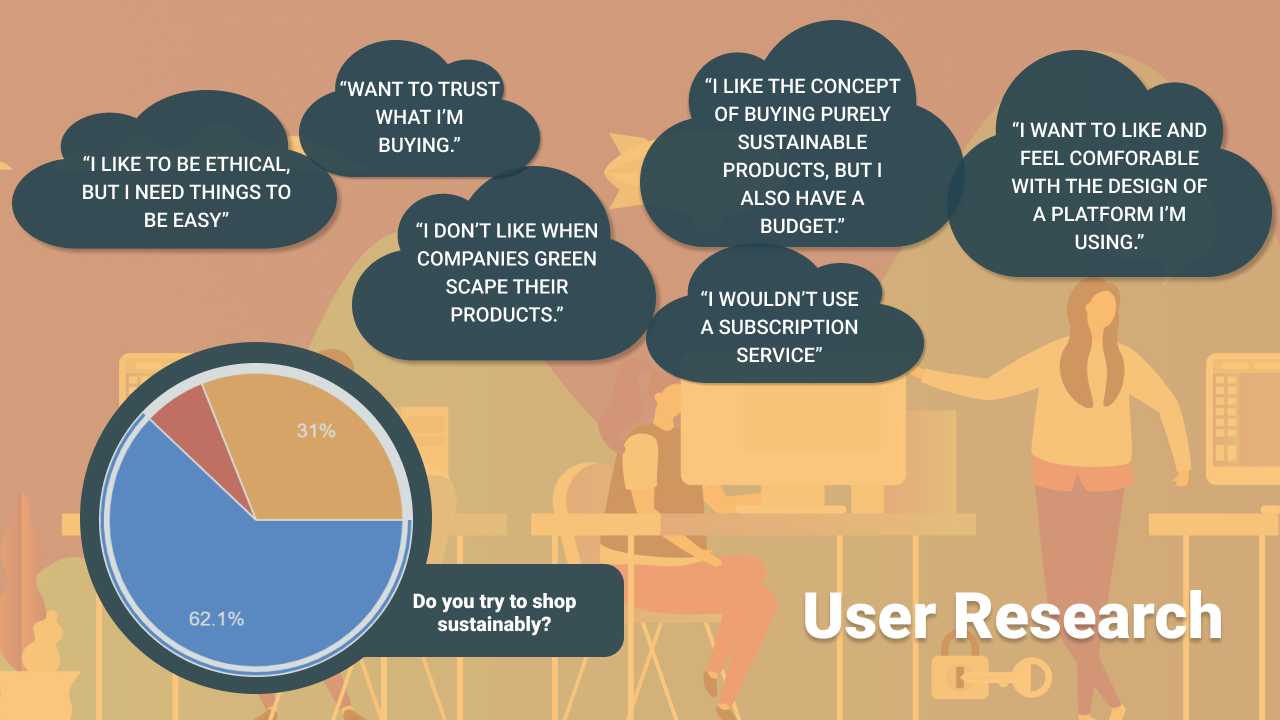 “I LIKE TO BE ETHICAL,
BUT I NEED THINGS TO
BE EASY”
“WANT TO TRUST
WHAT I’M
BUYING.”
“I DON’T LIKE WHEN
COMPANIES GREEN
SCAPE THEIR
PRODUCTS.”
“I LIKE THE CONCEPT
OF BUYING PURELY
SUSTAINABLE
PRODUCTS, BUT I
ALSO HAVE A
BUDGET.”
“I WANT TO LIKE AND
FEEL COMFORABLE
WITH THE DESIGN OF
A PLATFORM I’M
USING.”
“I WOULDN’T USE
A SUBSCRIPTION
SERVICE”
31%
62.1%
Do you try to shop
sustainably?
User Research